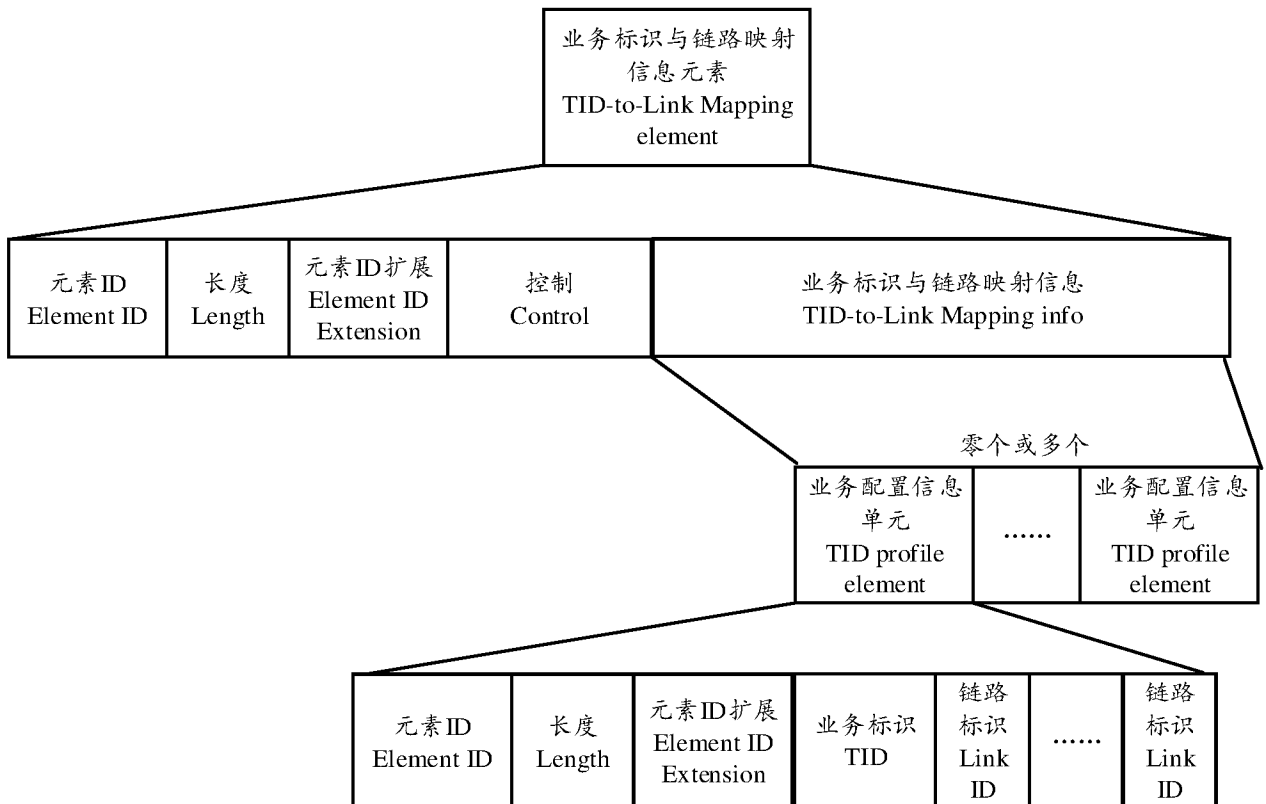 业务标识与链路映射
信息元素
TID-to-Link Mapping
element
元素ID
Element ID
长度
Length
元素ID扩展
Element ID
Extension
控制
Control
业务标识与链路映射信息
TID-to-Link Mapping info
零个或多个
业务配置信息
单元
TID profile
element
......
业务配置信息
单元
TID profile
element
元素ID
Element ID
长度
Length
元素ID扩展
Element ID
Extension
业务标识
TID
链路
标识
Link
ID
......
链路
标识
Link
ID